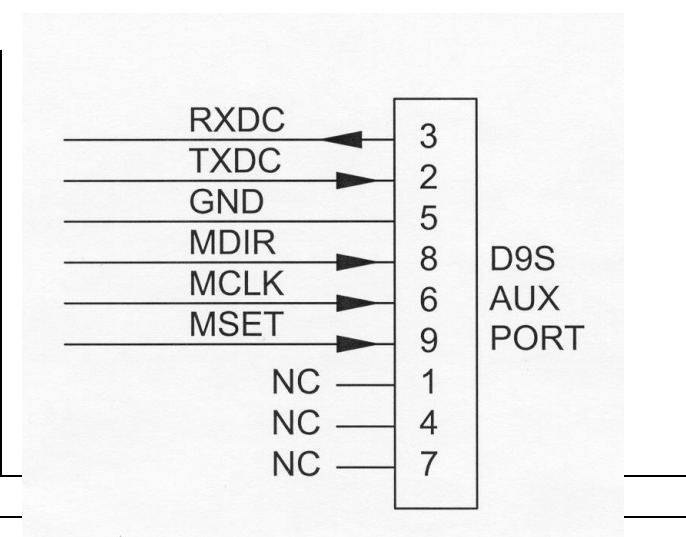 RXDC 3
TXDC 2
GND 5
MDIR 8 D9S
MCLK 6 AUX
MSET 9 PORT
NC 1
NC 4
NC 7